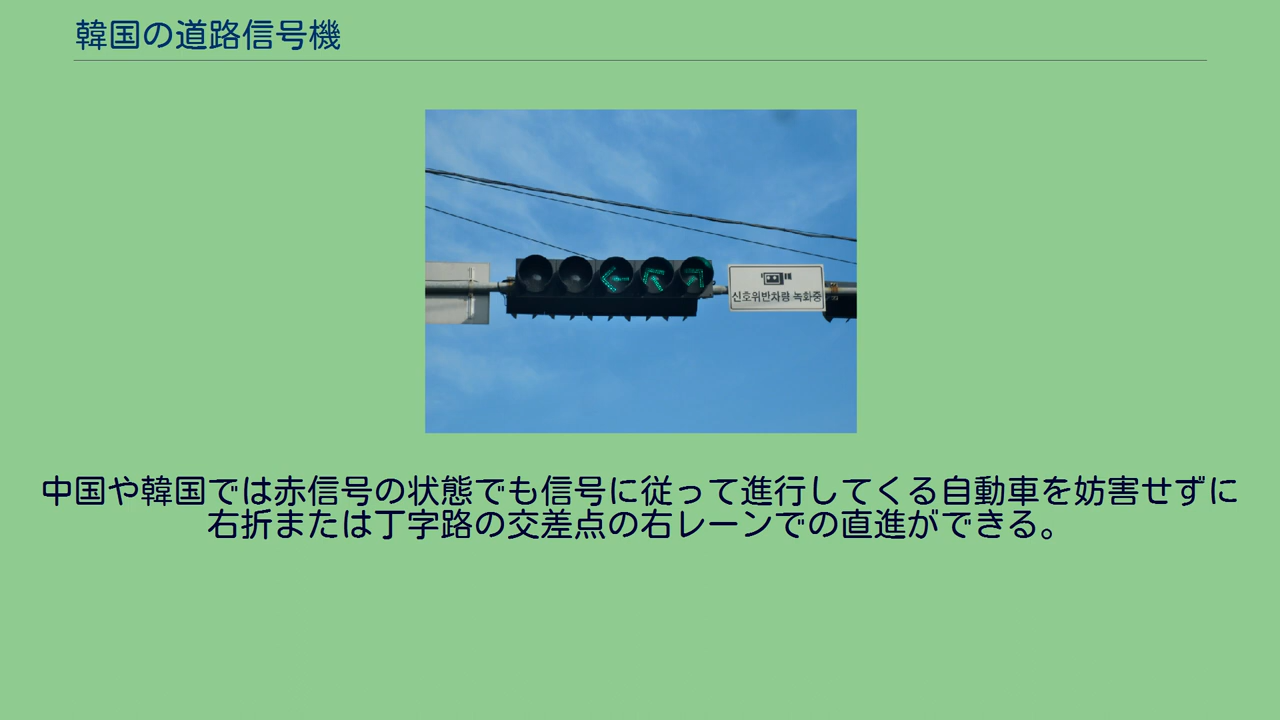 韓国の道路信号機
신호위반차량 녹화중
中国や韓国では赤信号の状態でも信号に従って進行してくる自動車を妨害せずに
右折または丁字路の交差点の右レーンでの直進ができる。